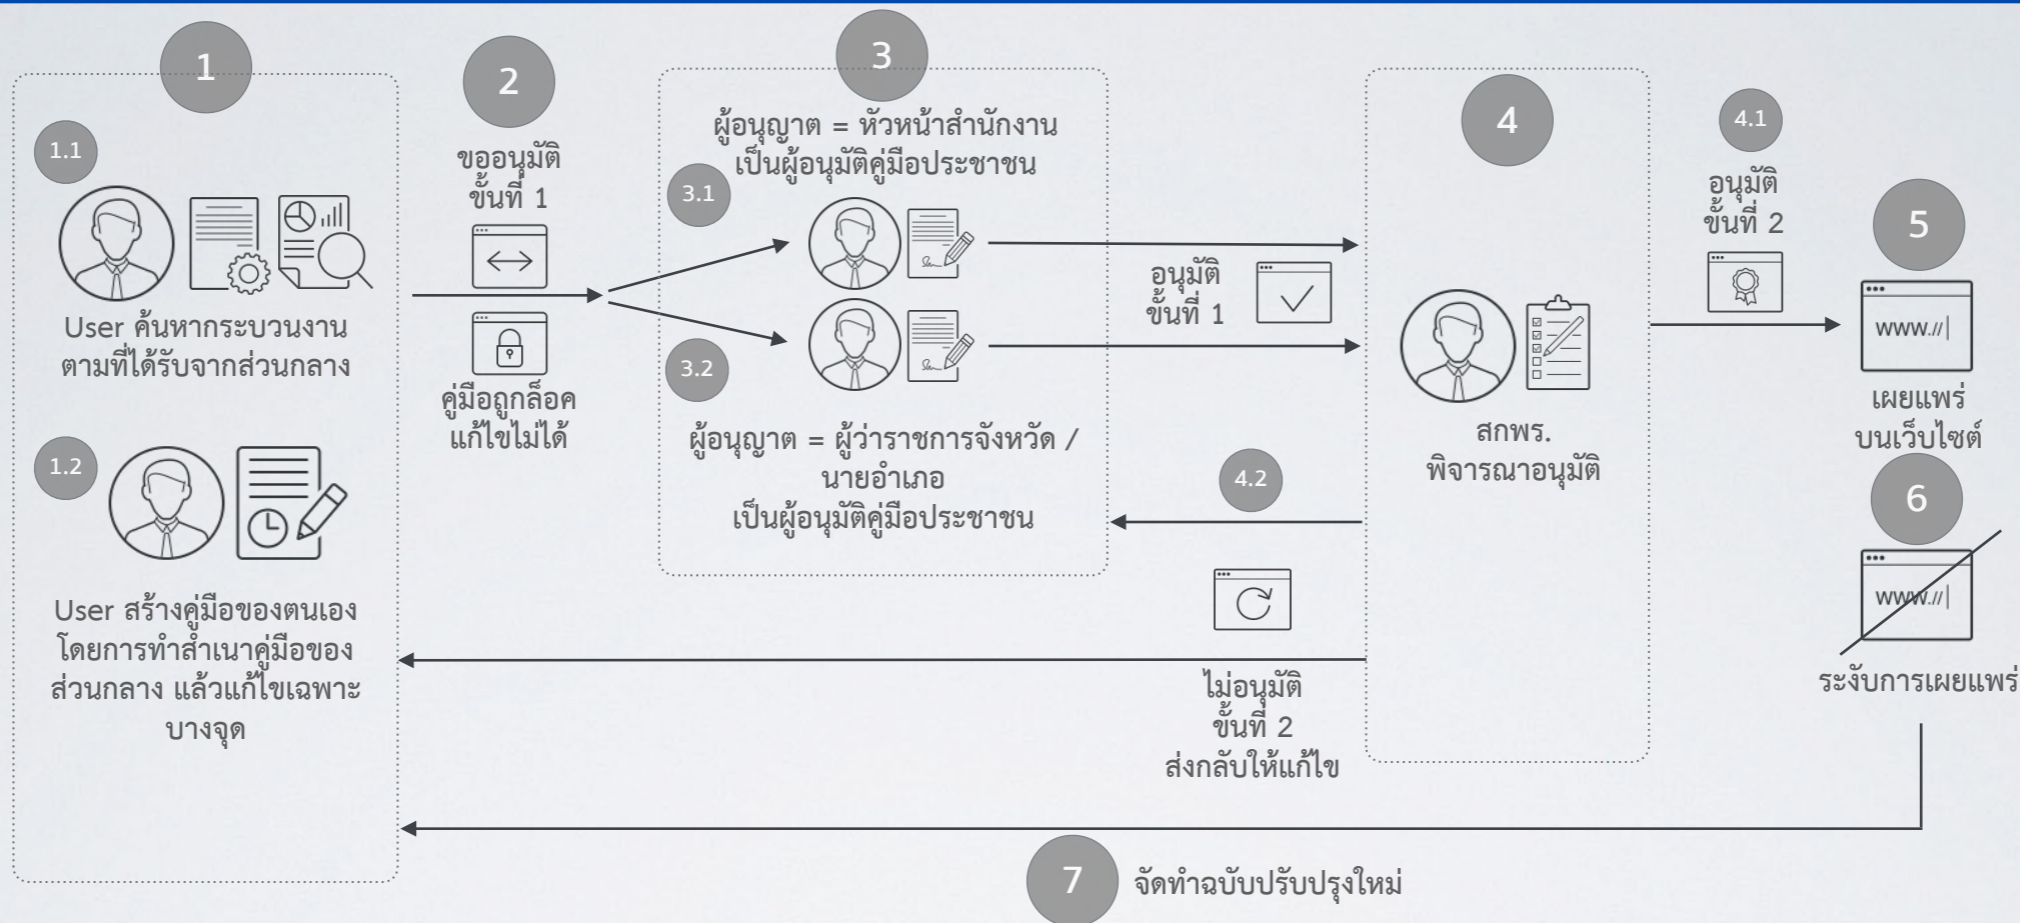 1
1.1
User ค้นหากระบวนงาน
ตามที่ได้รับจากส่วนกลาง
1.2
User สร้างคู่มือของตนเอง
โดยการทำสำเนาคู่มือของ
ส่วนกลาง แล้วแก้ไขเฉพาะ
บางจุด
2
ขออนุมัติ
ขั้นที่ 1
คู่มือถูกล็อค
แก้ไขไม่ได้
3
ผู้อนุญาต = หัวหน้าสำนักงาน
เป็นผู้อนุมัติคู่มือประชาชน
3.1
3.2
ผู้อนุญาต = ผู้ว่าราชการจังหวัด /
นายอำเภอ
เป็นผู้อนุมัติคู่มือประชาชน
อนุมัติ
ขั้นที่ 1
4
สกพร.
พิจารณาอนุมัติ
4.1
อนุมัติ
ขั้นที่ 2
4.2
ไม่อนุมัติ
ขั้นที่ 2
ส่งกลับให้แก้ไข
5
www.//
เผยแพร่
บนเว็บไซต์
6
www.//
ระงับการเผยแพร่
7
จัดทำฉบับปรับปรุงใหม่